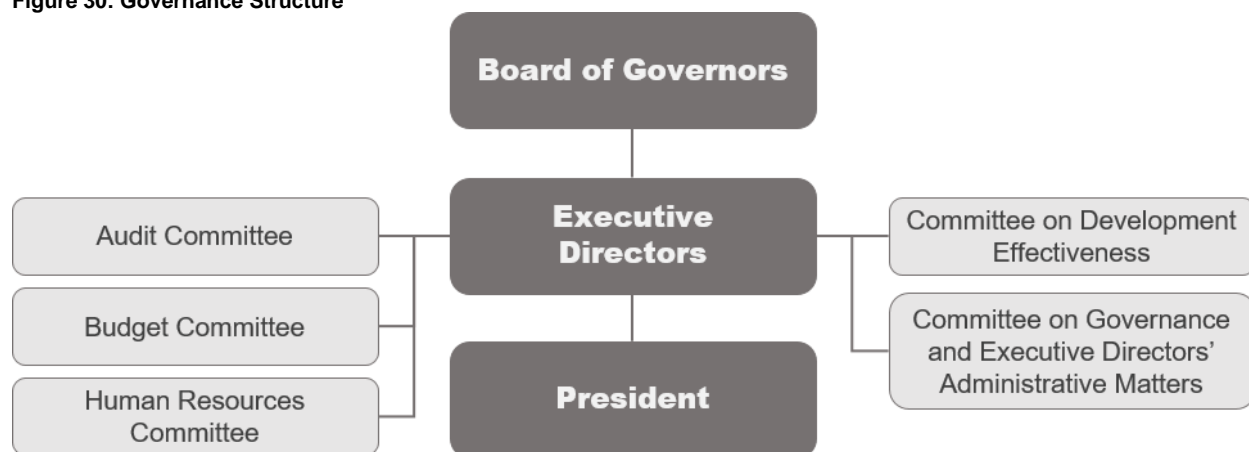 Figure 30: Governance Structure
Board of Governors
Executive
Directors
President
Audit Committee
Budget Committee
Human Resources
Committee
Committee on Development
Effectiveness
Committee on Governance
and Executive Directors’
Administrative Matters